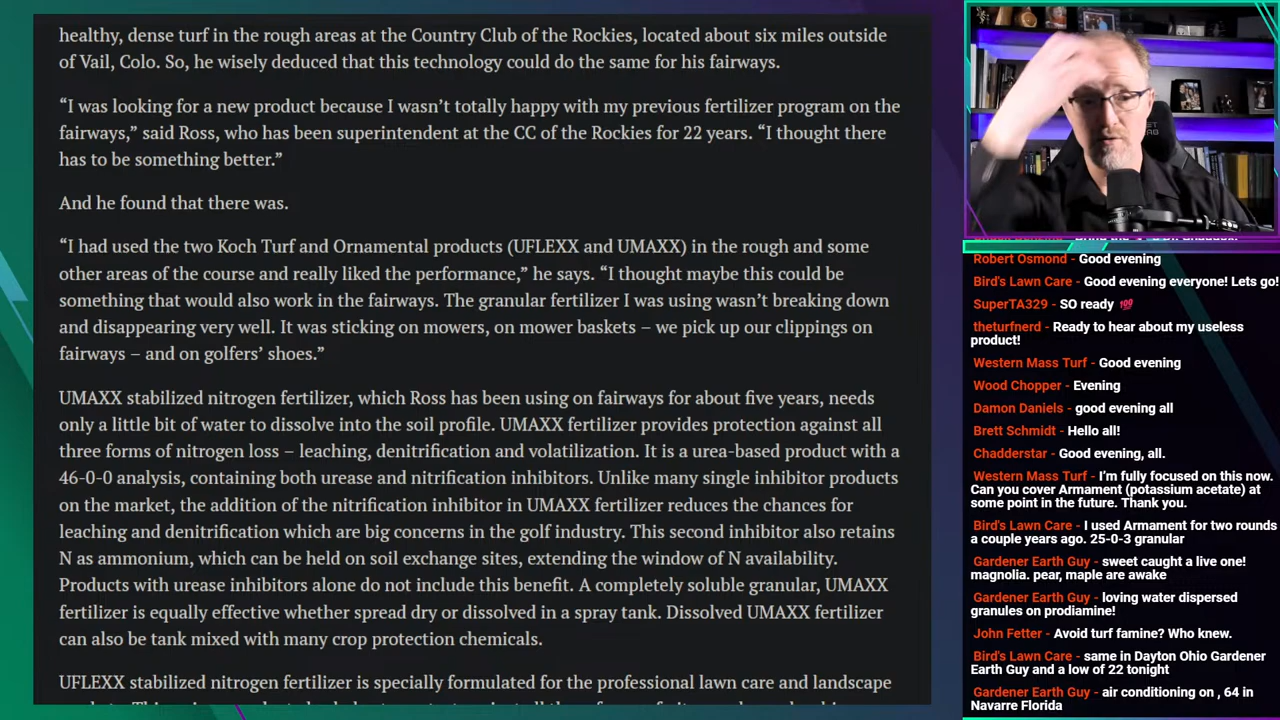 healthy, dense turf in the rough areas at the Country Club of the Rockies, located about six miles outside
of Vail, Colo. So, he wisely deduced that this technology could do the same for his fairways.
“I was looking for a new product because I wasn’t totally happy with my previous fertilizer program on the
fairways,” said Ross, who has been superintendent at the CC of the Rockies for 22 years. “I thought there
has to be something better.”
And he found that there was.
“I had used the two Koch Turf and Ornamental products (UFLEXX and UMAXX) in the rough and some
other areas of the course and really liked the performance,” he says. “I thought maybe this could be
something that would also work in the fairways. The granular fertilizer I was using wasn’t breaking down
and disappearing very well. It was sticking on mowers, on mower baskets – we pick up our clippings on
fairways – and on golfers’ shoes.”
UMAXX stabilized nitrogen fertilizer, which Ross has been using on fairways for about five years, needs
only a little bit of water to dissolve into the soil profile. UMAXX fertilizer provides protection against all
three forms of nitrogen loss – leaching, denitrification and volatilization. It is a urea-based product with a
46-0-0 analysis, containing both urease and nitrification inhibitors. Unlike many single inhibitor products
on the market, the addition of the nitrification inhibitor in UMAXX fertilizer reduces the chances for
leaching and denitrification which are big concerns in the golf industry. This second inhibitor also retains
N as ammonium, which can be held on soil exchange sites, extending the window of N availability.
Products with urease inhibitors alone do not include this benefit. A completely soluble granular, UMAXX
fertilizer is equally effective whether spread dry or dissolved in a spray tank. Dissolved UMAXX fertilizer
can also be tank mixed with many crop protection chemicals.
UFLEXX stabilized nitrogen fertilizer is specially formulated for the professional lawn care and landscape
Robert Osmond - Good evening
Bird's Lawn Care - Good evening everyone! Lets go!
SuperTA329 - SO ready 💯
theturfnerd - Ready to hear about my useless
product!
Western Mass Turf - Good evening
Wood Chopper - Evening
Damon Daniels - good evening all
Brett Schmidt - Hello all!
Chadderstar - Good evening, all.
Western Mass Turf - I’m fully focused on this now.
Can you cover Armament (potassium acetate) at
some point in the future. Thank you.
Bird's Lawn Care - I used Armament for two rounds
a couple years ago. 25-0-3 granular
Gardener Earth Guy - sweet caught a live one!
magnolia. pear, maple are awake
Gardener Earth Guy - loving water dispersed
granules on prodiamine!
John Fetter - Avoid turf famine? Who knew.
Bird's Lawn Care - same in Dayton Ohio Gardener
Earth Guy and a low of 22 tonight
Gardener Earth Guy - air conditioning on , 64 in
Navarre Florida